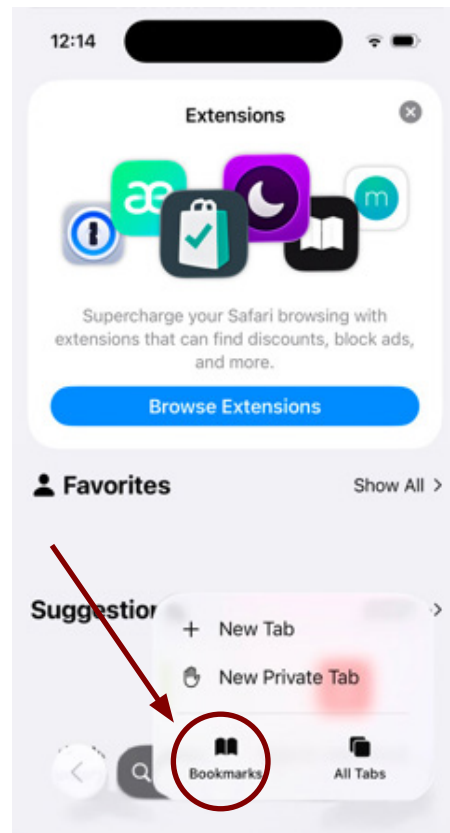 12:14
Extensions
æ
m
Supercharge your Safari browsing with
extensions that can find discounts, block ads,
and more.
Browse Extensions
Favorites
Show All >
+ New Tab
New Private Tab
Bookmarks
All Tabs